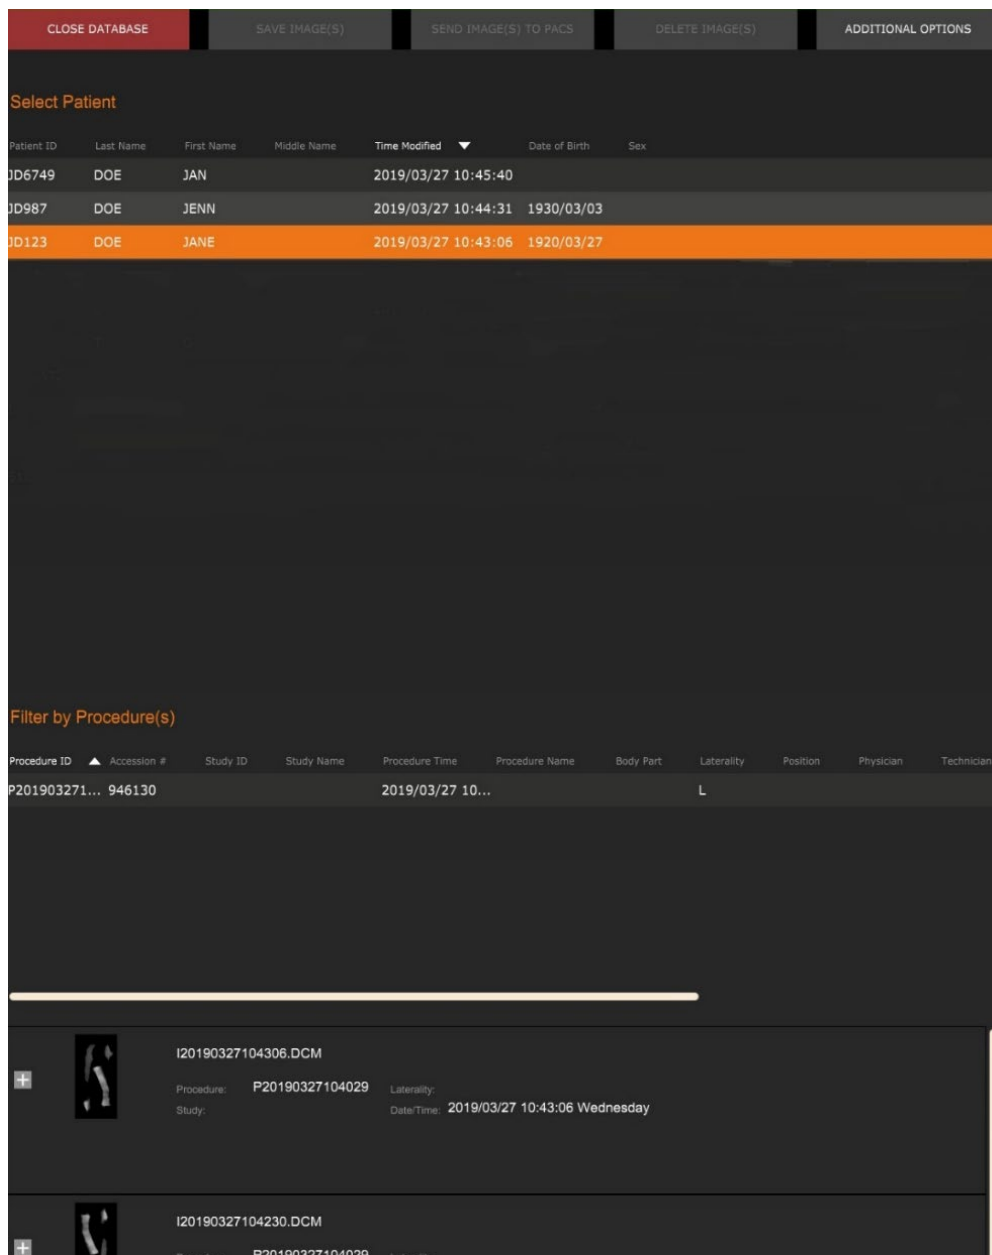 CLOSE DATABASE SAVE IMAGE(S) SEND IMAGE(S) TO PACS DELETE IMAGE(S) ADDITIONAL OPTIONS
Select Patient
Patient ID Last Name First Name Middle Name Time Modified Date of Birth Sex
JD6749 DOE JAN 2019/03/27 10:45:40
JD987 DOE JENN 2019/03/27 10:44:31 1930/03/03
JD123 DOE JANE 2019/03/27 10:43:06 1920/03/27
Filter by Procedure(s)
Procedure ID Accession # Study ID Study Name Procedure Time Procedure Name Body Part Laterality Position Physician Technician
P201903271... 946130 2019/03/27 10... L
I20190327104306.DCM
Procedure: P20190327104029 Laterality:
Study: Date/Time: 2019/03/27 10:43:06 Wednesday
I20190327104230.DCM
P20190327104029